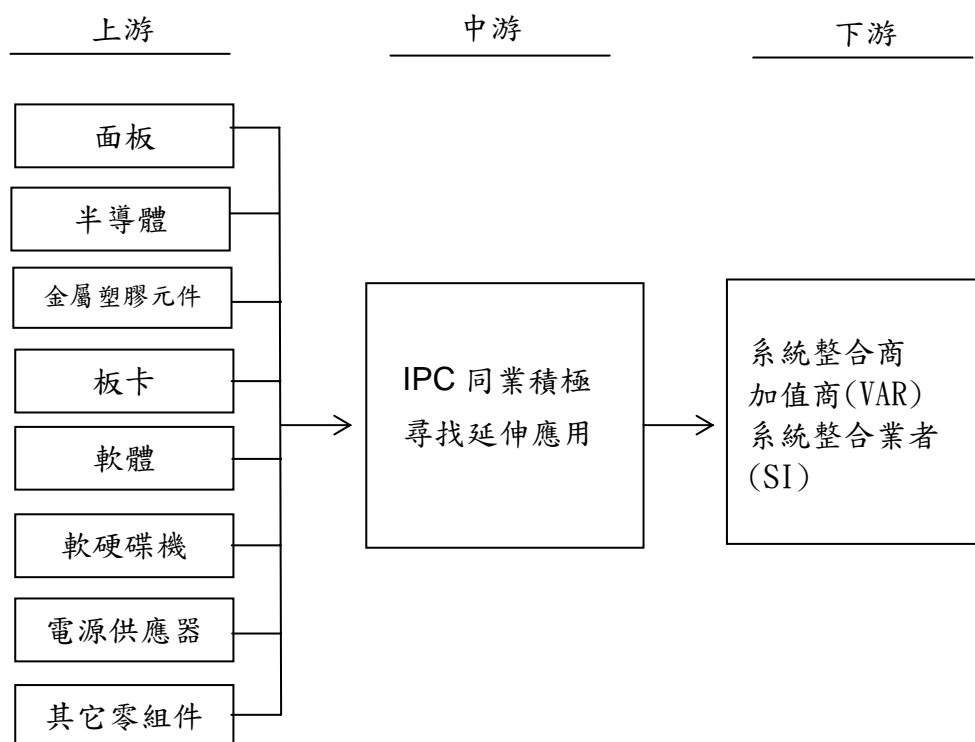 上游
中游
下游
面板
半導體
金屬塑膠元件
板卡
軟體
軟硬碟機
電源供應器
其它零組件
IPC 同業積極
尋找延伸應用
系統整合商
加值商(VAR)
系統整合業者
(SI)